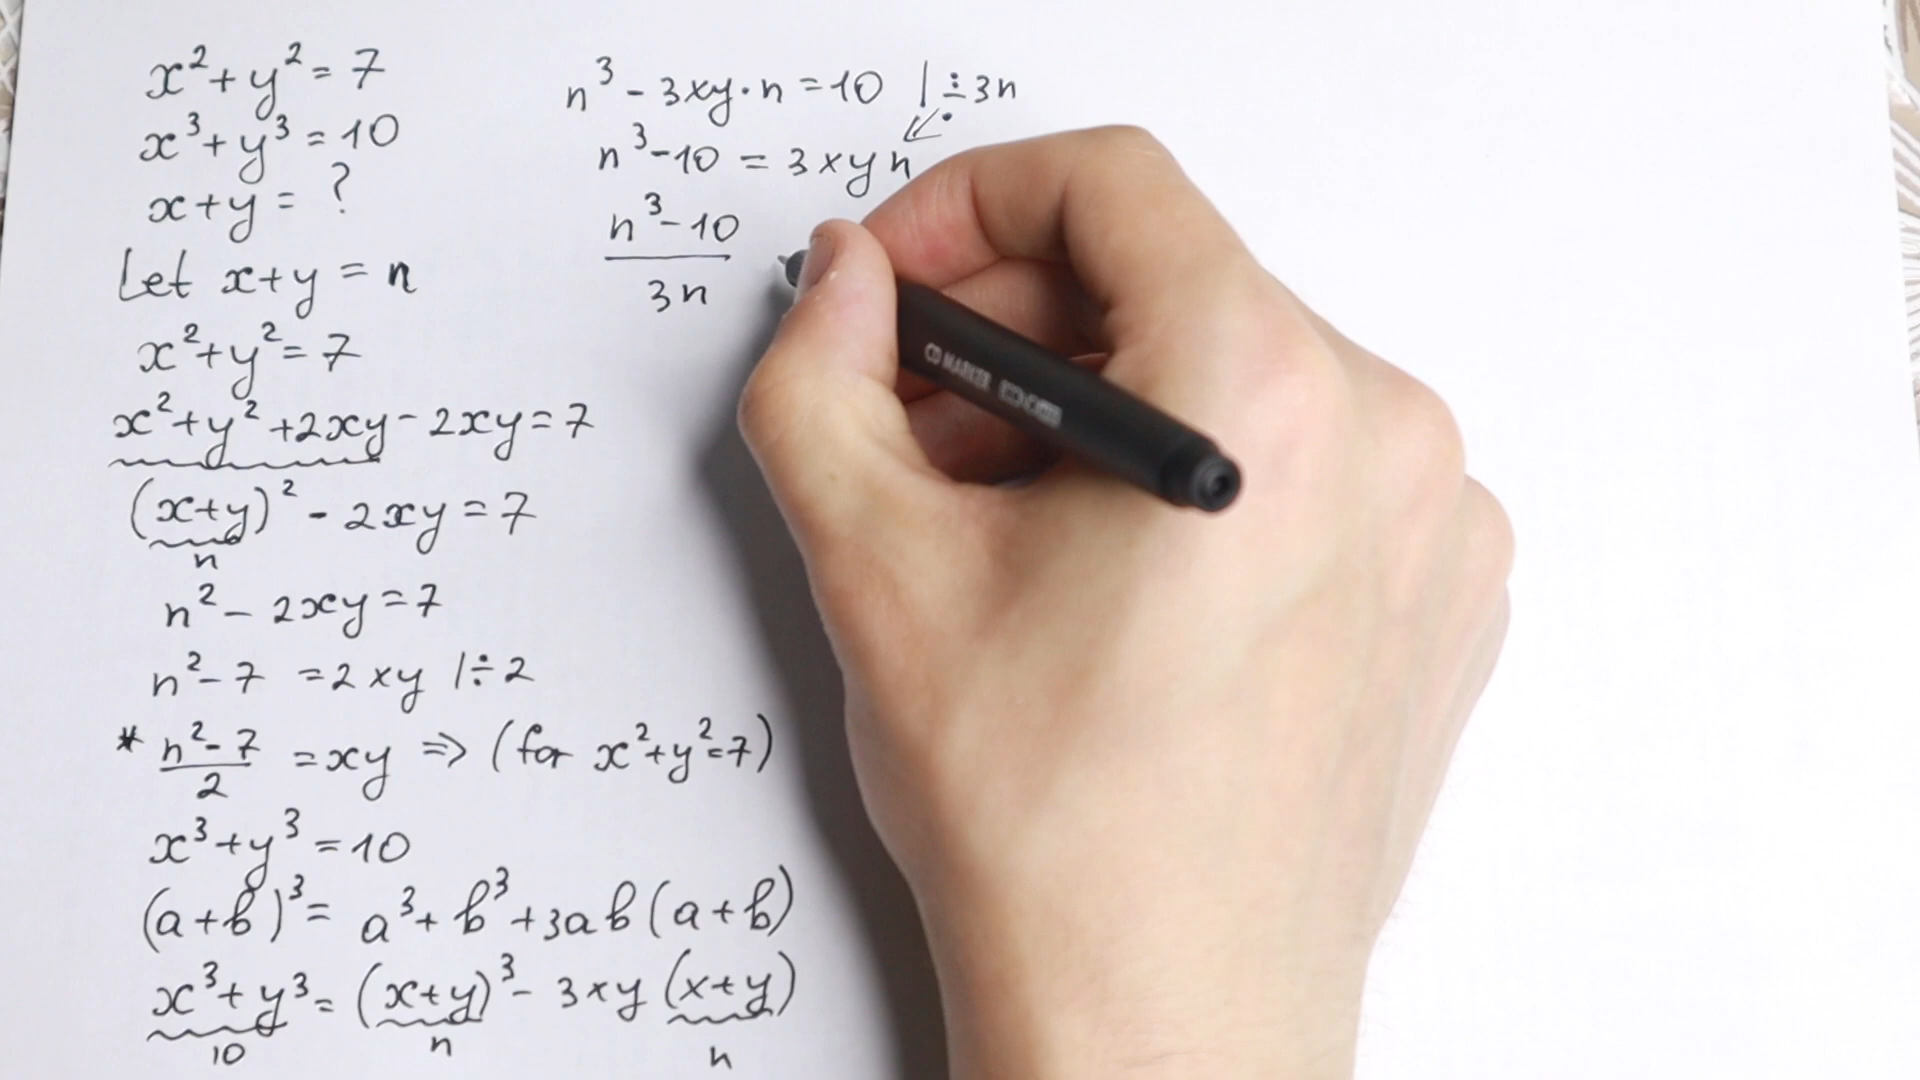 x²+y²=7
x³+y³=10
x+y= ?
Let x+y=n
x²+y²=7
x²+y²+2xy-2xy=7
(x+y)²-2xy=7
n
n²-2xy=7
n²-7 =2xy |÷2
* n²-7 =xy ⇒ (for x²+y²=7)
2
x³+y³=10
(a+b)³= a³+b³+3ab(a+b)
x³+y³=(x+y)³-3xy(x+y)
10 n n
n³-3xy·n=10 |÷3n
n³-10 = 3xyn
n³-10
3n
CD MARKER